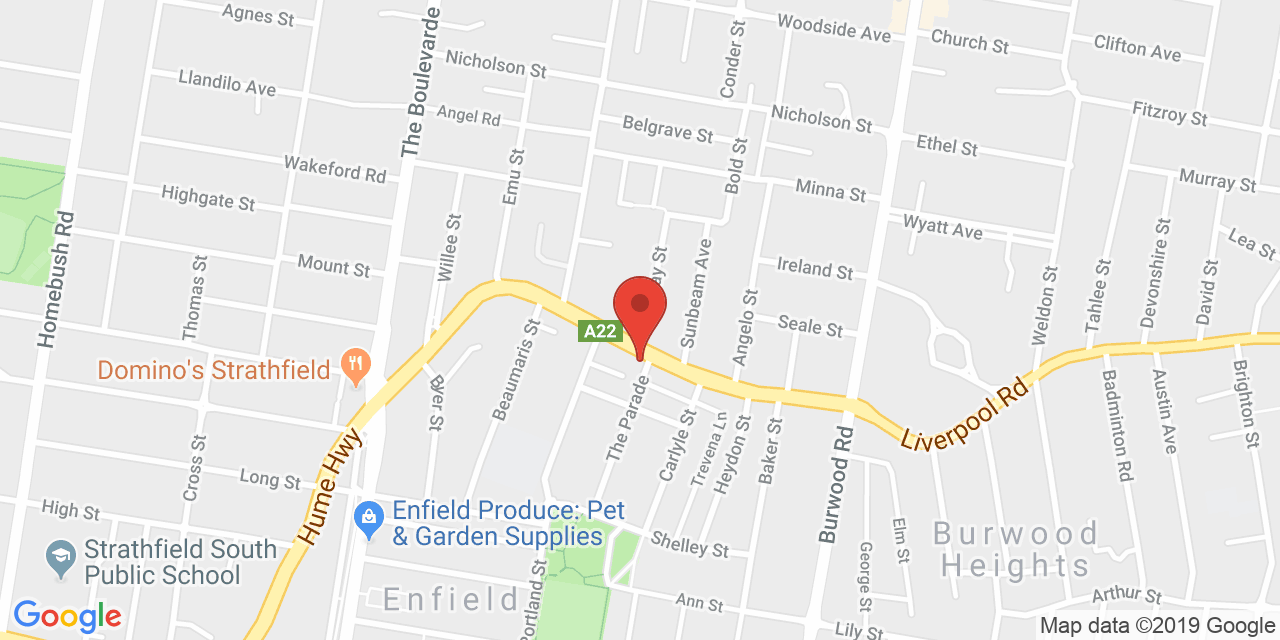 Agnes St
The Boulevarde
Woodside Ave
Church St
Clifton Ave
Conder St
Nicholson St
Llandilo Ave
Angel Rd
Belgrave St
Nicholson St
Fitzroy St
Ethel St
Wakeford Rd
Emu St
Bold St
Minna St
Murray St
Highgate St
Wyatt Ave
Homebush Rd
Willee St
Lea St
Mount St
Ireland St
Thomas St
Sunbeam Ave
Weldon St
Tahlee St
Devonshire St
David St
A22
Angelo St
Seale St
Domino's Strathfield
Beaumaris St
Dyer St
The Parade
Liverpool Rd
Badminton Rd
Austin Ave
Brighton St
Carlyle St
Trevena Ln
Heydon St
Baker St
Burwood Rd
Cross St
Hume Hwy
Long St
High St
Enfield Produce: Pet
& Garden Supplies
Strathfield South
Public School
Shelley St
Elm St
George St
Burwood
Heights
Portland St
Enfield
Ann St
Arthur St
Lily St
Google
Map data ©2019 Google